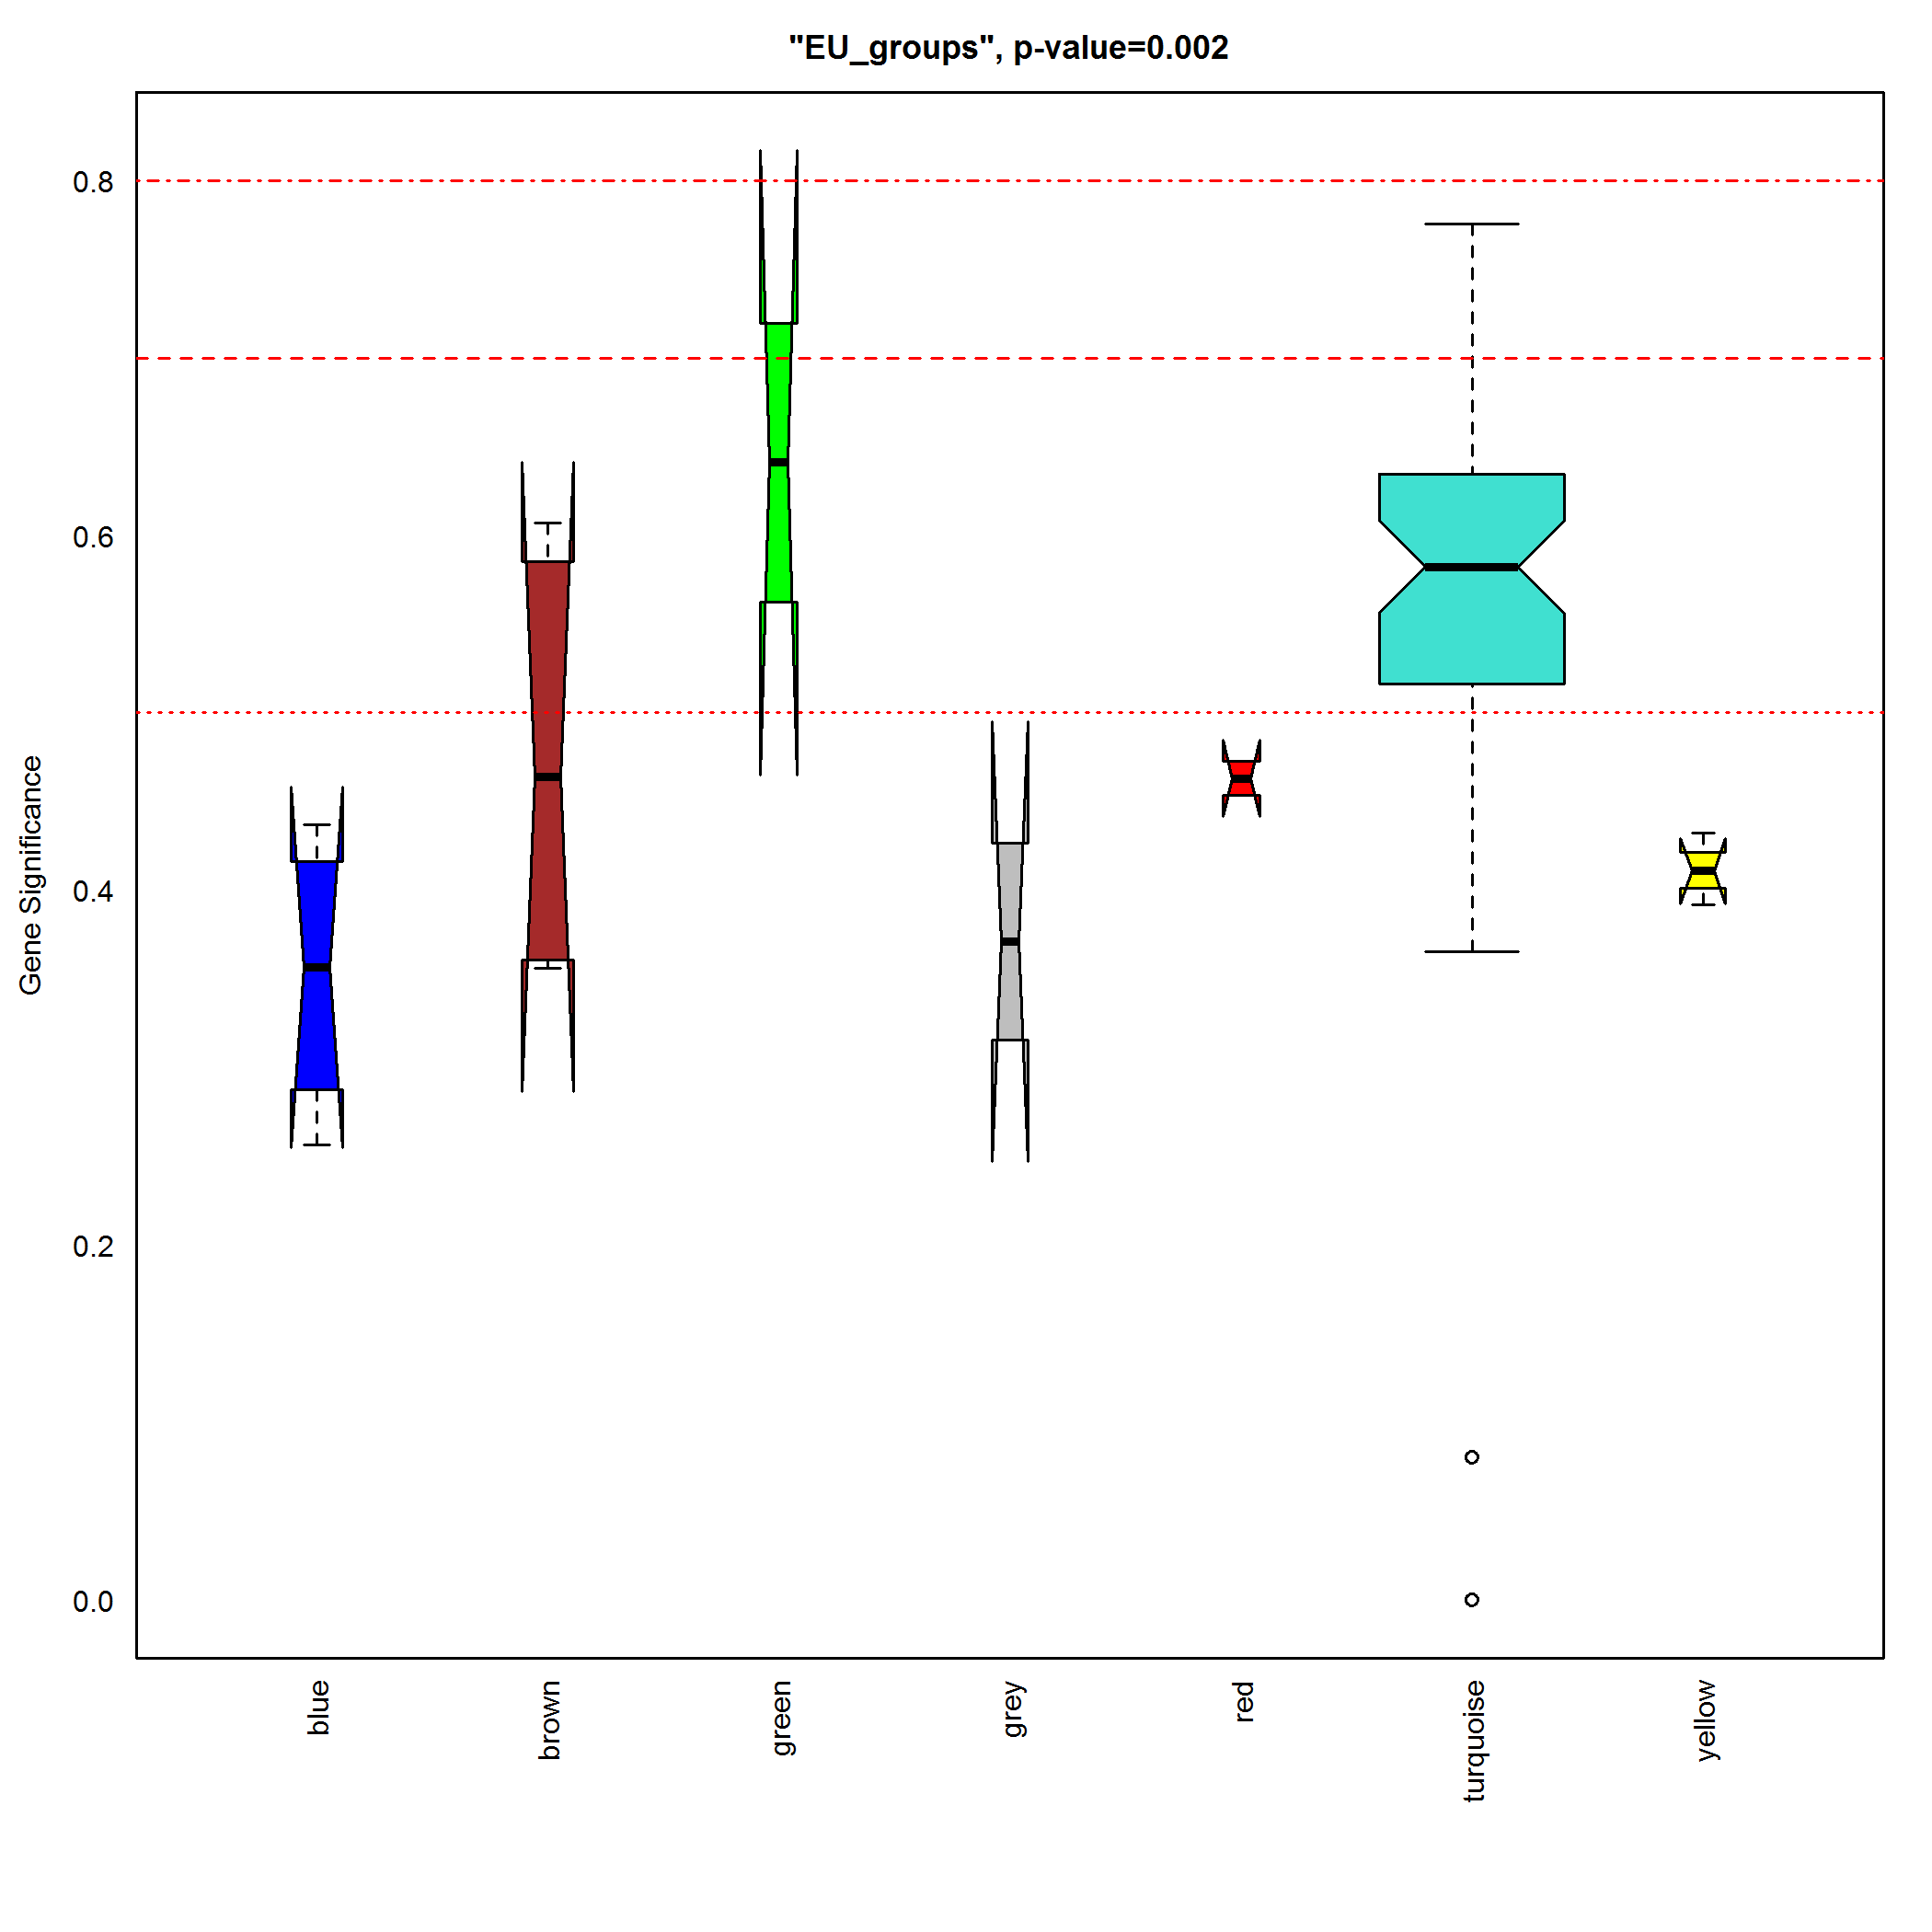 "EU_groups", p-value=0.002
0.8
0.6
0.4
0.2
0.0
Gene Significance
blue
brown
green
grey
red
turquoise
yellow